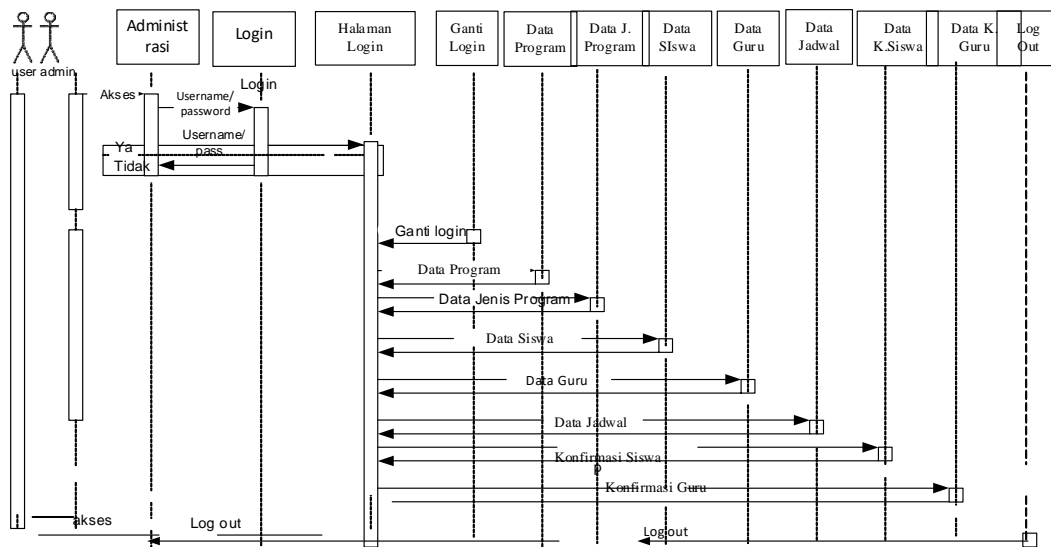 Administ
rasi
Login
Halaman
Login
Ganti
Login
Data
Program
Data J.
Program
Data
SIswa
Data
Guru
Data
Jadwal
Data
K.Siswa
Data K.
Guru
Log
Out
user admin
Akses
Username/
password
Login
Username/
pass
Ya
Tidak
Ganti login
Data Program
Data Jenis Program
Data Siswa
Data Guru
Data Jadwal
Konfirmasi Siswa
p
Konfirmasi Guru
akses
Log out
Logout